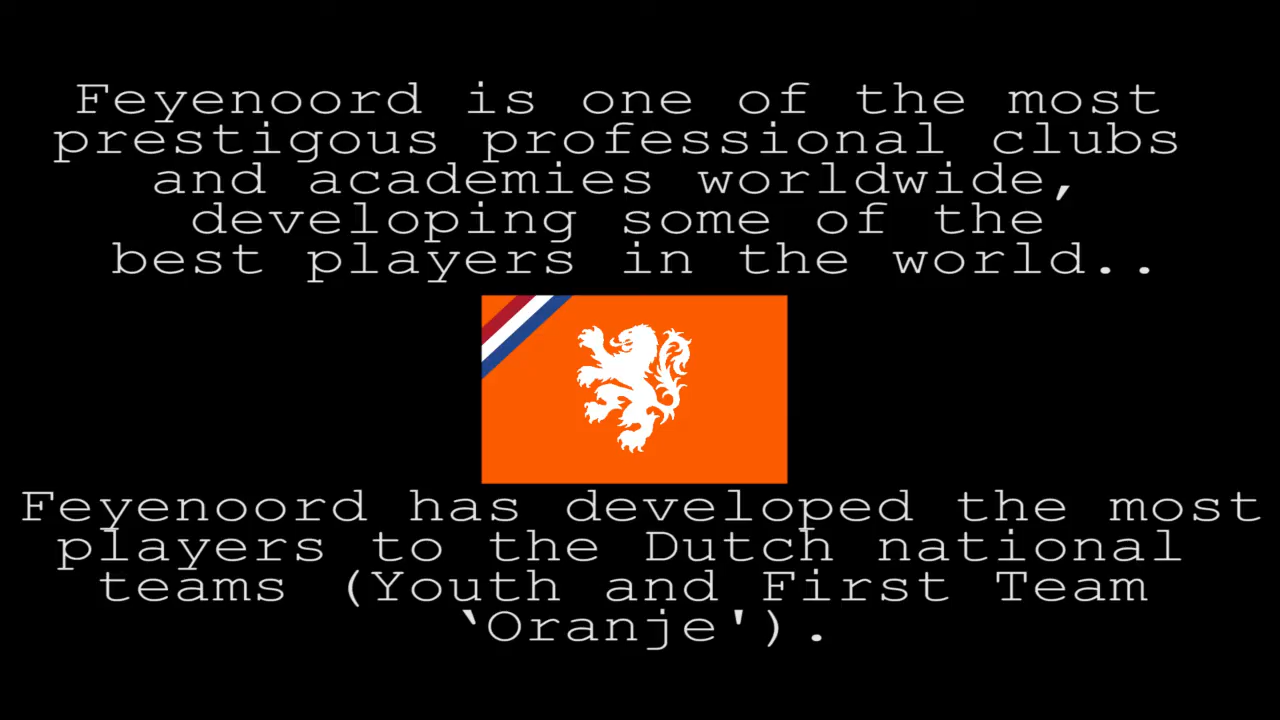 Feyenoord is one of the most
prestigous professional clubs
and academies worldwide,
developing some of the
best players in the world..
Feyenoord has developed the most
players to the Dutch national
teams (Youth and First Team
‘Oranje').